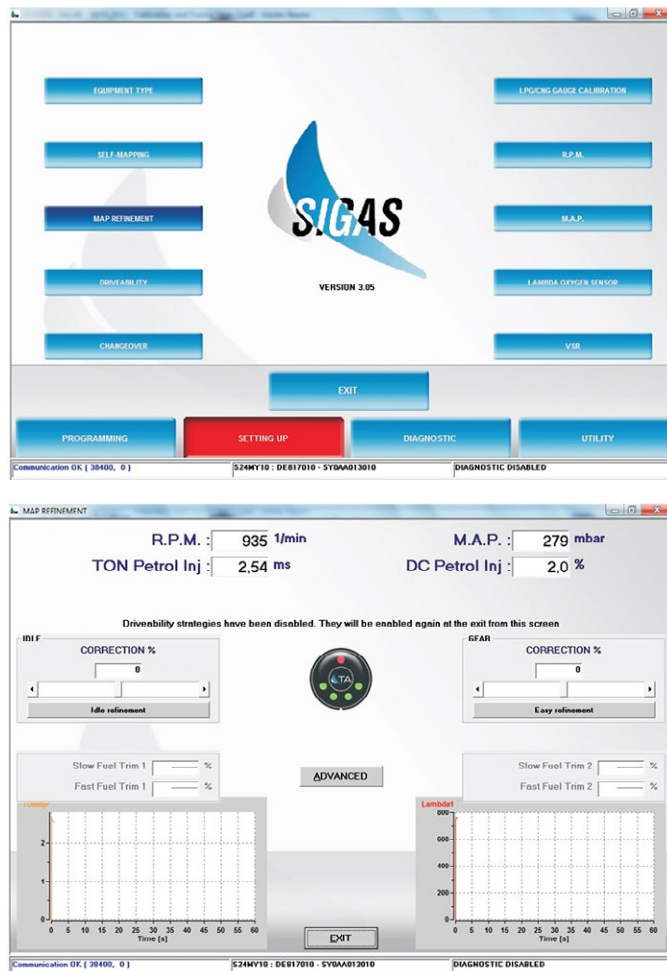 EQUIPMENT TYPE
LPG/CNG GAUGE CALIBRATION
SELF-MAPPING
R.P.M.
MAP REFINEMENT
SIGAS
M.A.P.
DRIVEABILITY
VERSION 3.05
LAMBDA OXYGEN SENSOR
CHANGEOVER
VSR
EXIT
PROGRAMMING
SETTING UP
DIAGNOSTIC
UTILITY
Communication OK ( 38400, 0 )
S24MY10 : DE817010 - SY0AA013010
DIAGNOSTIC DISABLED
MAP REFINEMENT
R.P.M. : 935 1/min
M.A.P. : 279 mbar
TON Petrol Inj : 2,54 ms
DC Petrol Inj : 2,0 %
Driveability strategies have been disabled. They will be enabled again at the exit from this screen
IDLE
GEAR
CORRECTION %
CORRECTION %
0
0
Idle refinement
Easy refinement
Slow Fuel Trim 1 %
Slow Fuel Trim 2 %
ADVANCED
Fast Fuel Trim 1 %
Fast Fuel Trim 2 %
Lambda1
2
1
0
0 5 10 15 20 25 30 35 40 45 50 55 60
Time [s]
800
600
400
200
0
0 5 10 15 20 25 30 35 40 45 50 55 60
Time [s]
EXIT
Communication OK ( 38400, 0 )
S24MY10 : DE817010 - SY0AA013010
DIAGNOSTIC DISABLED